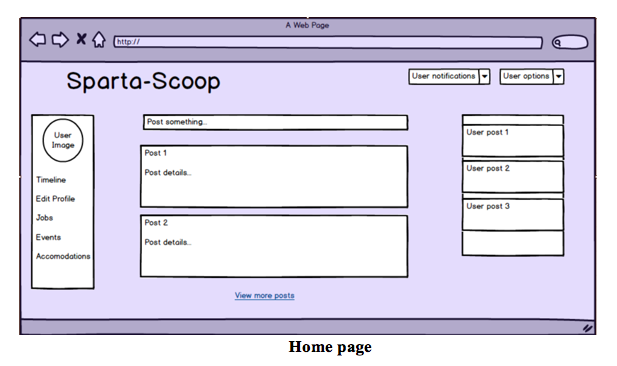 A Web Page
http://
Sparta-Scoop
User notifications
User options
User
Image
Timeline
Edit Profile
Jobs
Events
Accomodations
Post something..
Post 1
Post details..
Post 2
Post details..
View more posts
User post 1
User post 2
User post 3
Home page